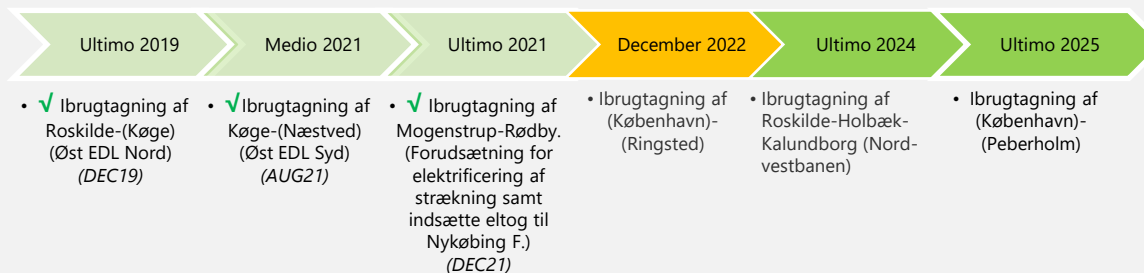 Ultimo 2019
Medio 2021
Ultimo 2021
December 2022
Ultimo 2024
Ultimo 2025
• √ Ibrugtagning af
Roskilde-(Køge)
(Øst EDL Nord)
(DEC19)
• √Ibrugtagning af
Køge-(Næstved)
(Øst EDL Syd)
(AUG21)
• √ Ibrugtagning af
Mogenstrup-Rødby.
(Forudsætning for
elektrificering af
strækning samt
indsætte eltog til
Nykøbing F.)
(DEC21)
• Ibrugtagning af
(København)-
(Ringsted)
• Ibrugtagning af
Roskilde-Holbæk-
Kalundborg (Nord-
vestbanen)
• Ibrugtagning af
(København)-
(Peberholm)